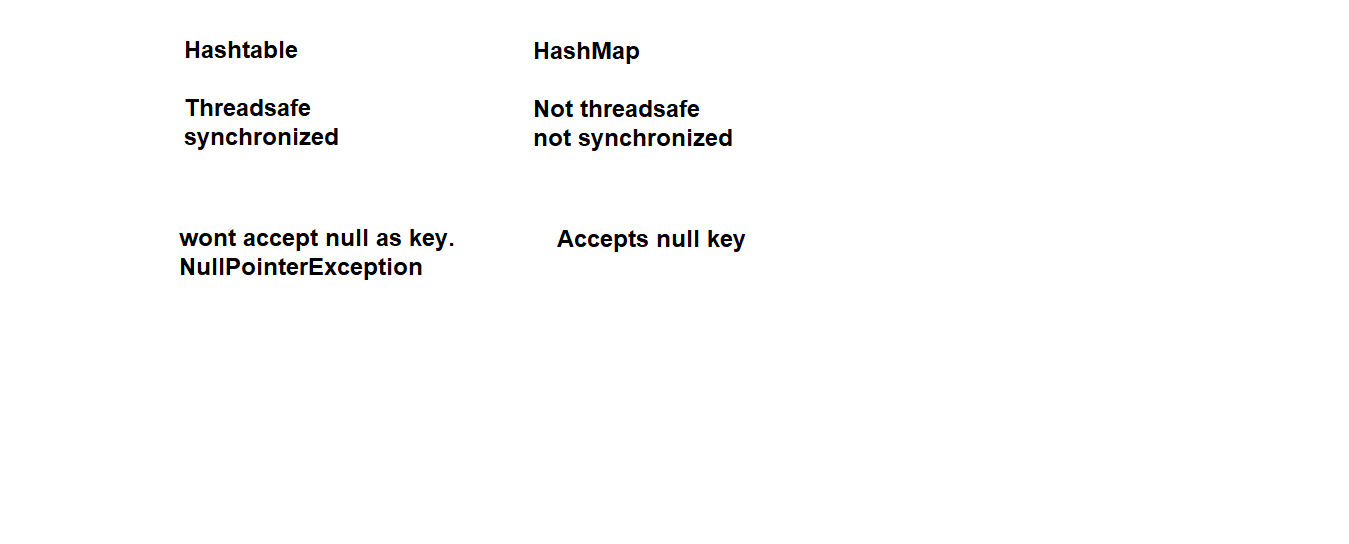 Hashtable
HashMap
Threadsafe
synchronized
Not threadsafe
not synchronized
wont accept null as key.
NullPointerException
Accepts null key